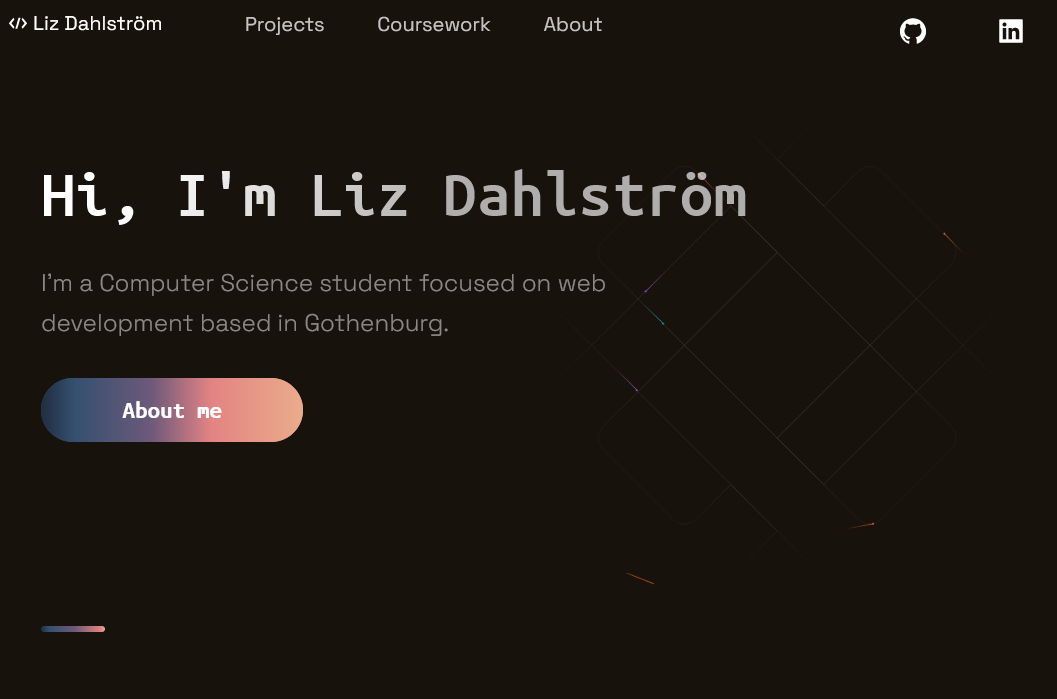 Liz Dahlström
Projects
Coursework
About
Hi, I'm Liz Dahlström
I'm a Computer Science student focused on web
development based in Gothenburg.
About me